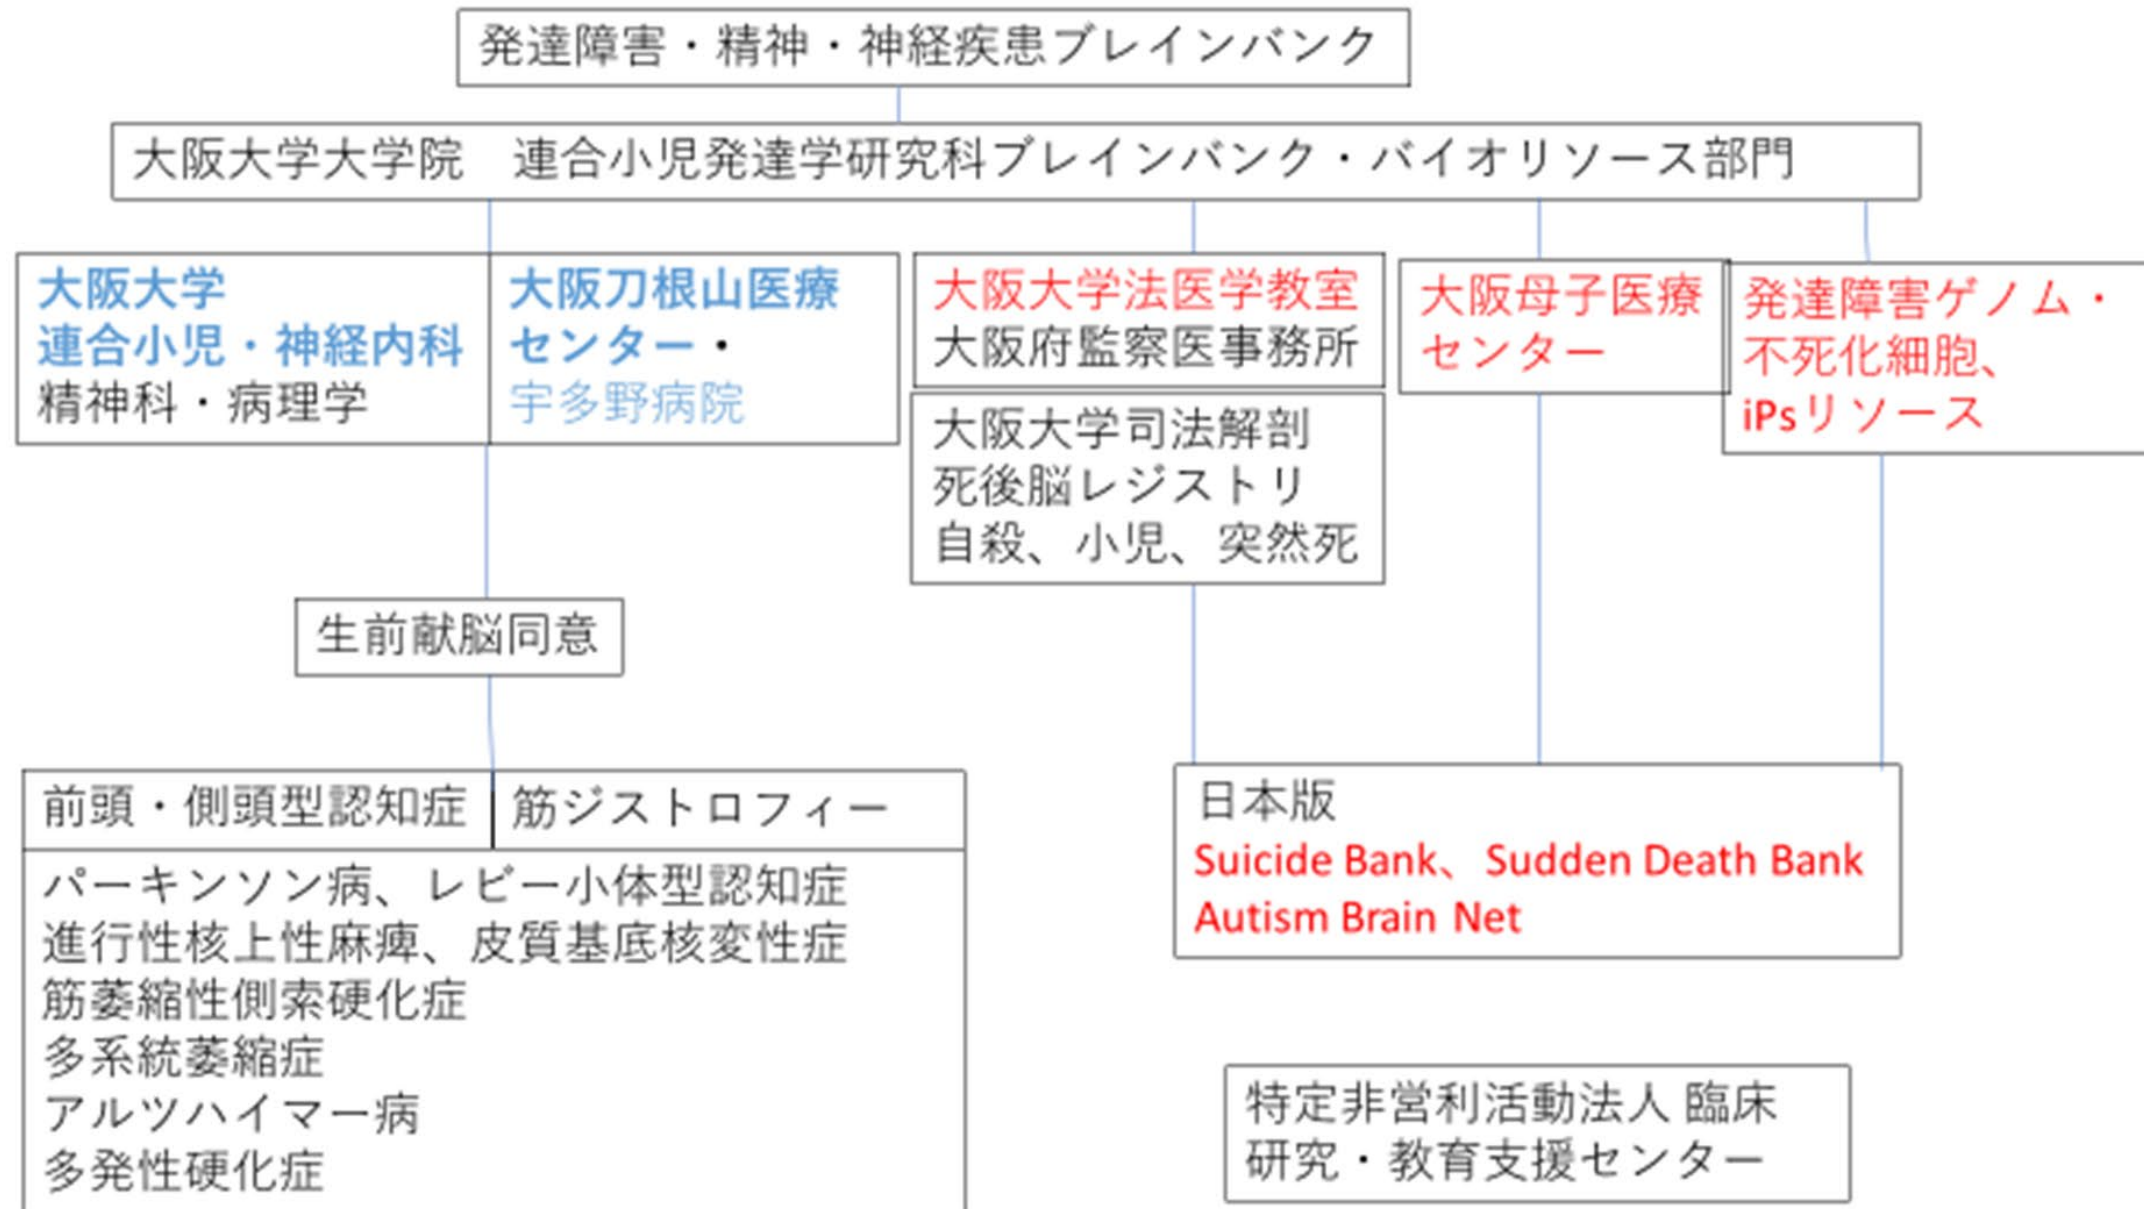 発達障害・精神・神経疾患ブレインバンク
大阪大学大学院　連合小児発達学研究科ブレインバンク・バイオリソース部門
大阪大学
連合小児・神経内科
精神科・病理学
大阪刀根山医療
センター・
宇多野病院
大阪大学法医学教室
大阪府監察医事務所
大阪大学司法解剖
死後脳レジストリ
自殺、小児、突然死
大阪母子医療
センター
発達障害ゲノム・
不死化細胞、
iPsリソース
生前献脳同意
前頭・側頭型認知症
筋ジストロフィー
パーキンソン病、レビー小体型認知症
進行性核上性麻痺、皮質基底核変性症
筋萎縮性側索硬化症
多系統萎縮症
アルツハイマー病
多発性硬化症
日本版
Suicide Bank、Sudden Death Bank
Autism Brain Net
特定非営利活動法人 臨床
研究・教育支援センター